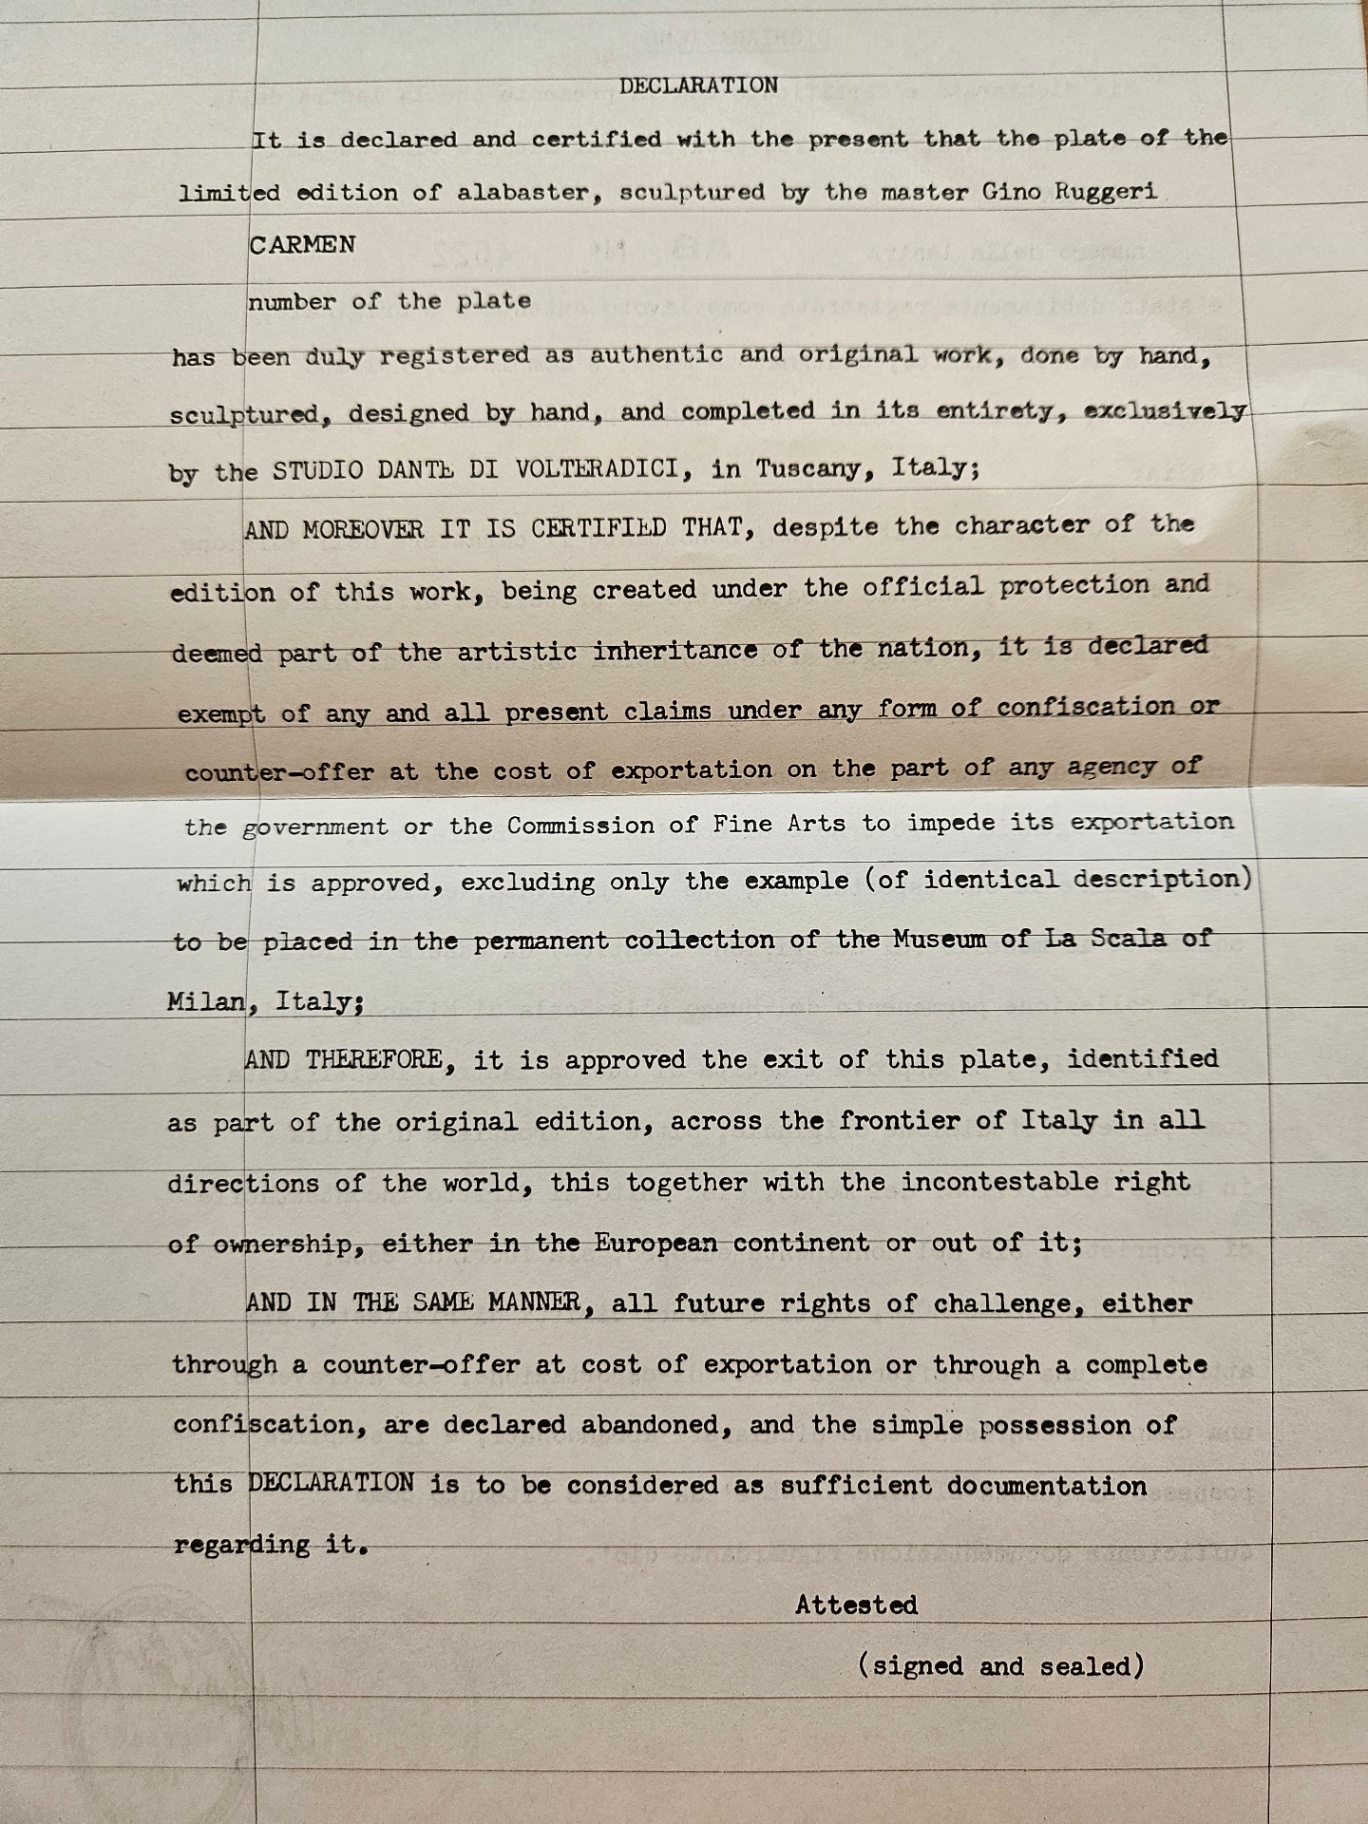 DECLARATION
It is declared and certified with the present that the plate of the
limited edition of alabaster, sculptured by the master Gino Ruggeri
CARMEN
number of the plate
has been duly registered as authentic and original work, done by hand,
sculptured, designed by hand, and completed in its entirety, exclusively
by the STUDIO DANTE DI VOLTERADICI, in Tuscany, Italy;
AND MOREOVER IT IS CERTIFIED THAT, despite the character of the
edition of this work, being created under the official protection and
deemed part of the artistic inheritance of the nation, it is declared
exempt of any and all present claims under any form of confiscation or
counter-offer at the cost of exportation on the part of any agency of
the government or the Commission of Fine Arts to impede its exportation
which is approved, excluding only the example (of identical description)
to be placed in the permanent collection of the Museum of La Scala of
Milan, Italy;
AND THEREFORE, it is approved the exit of this plate, identified
as part of the original edition, across the frontier of Italy in all
directions of the world, this together with the incontestable right
of ownership, either in the European continent or out of it;
AND IN THE SAME MANNER, all future rights of challenge, either
through a counter-offer at cost of exportation or through a complete
confiscation, are declared abandoned, and the simple possession of
this DECLARATION is to be considered as sufficient documentation
regarding it.
Attested
(signed and sealed)